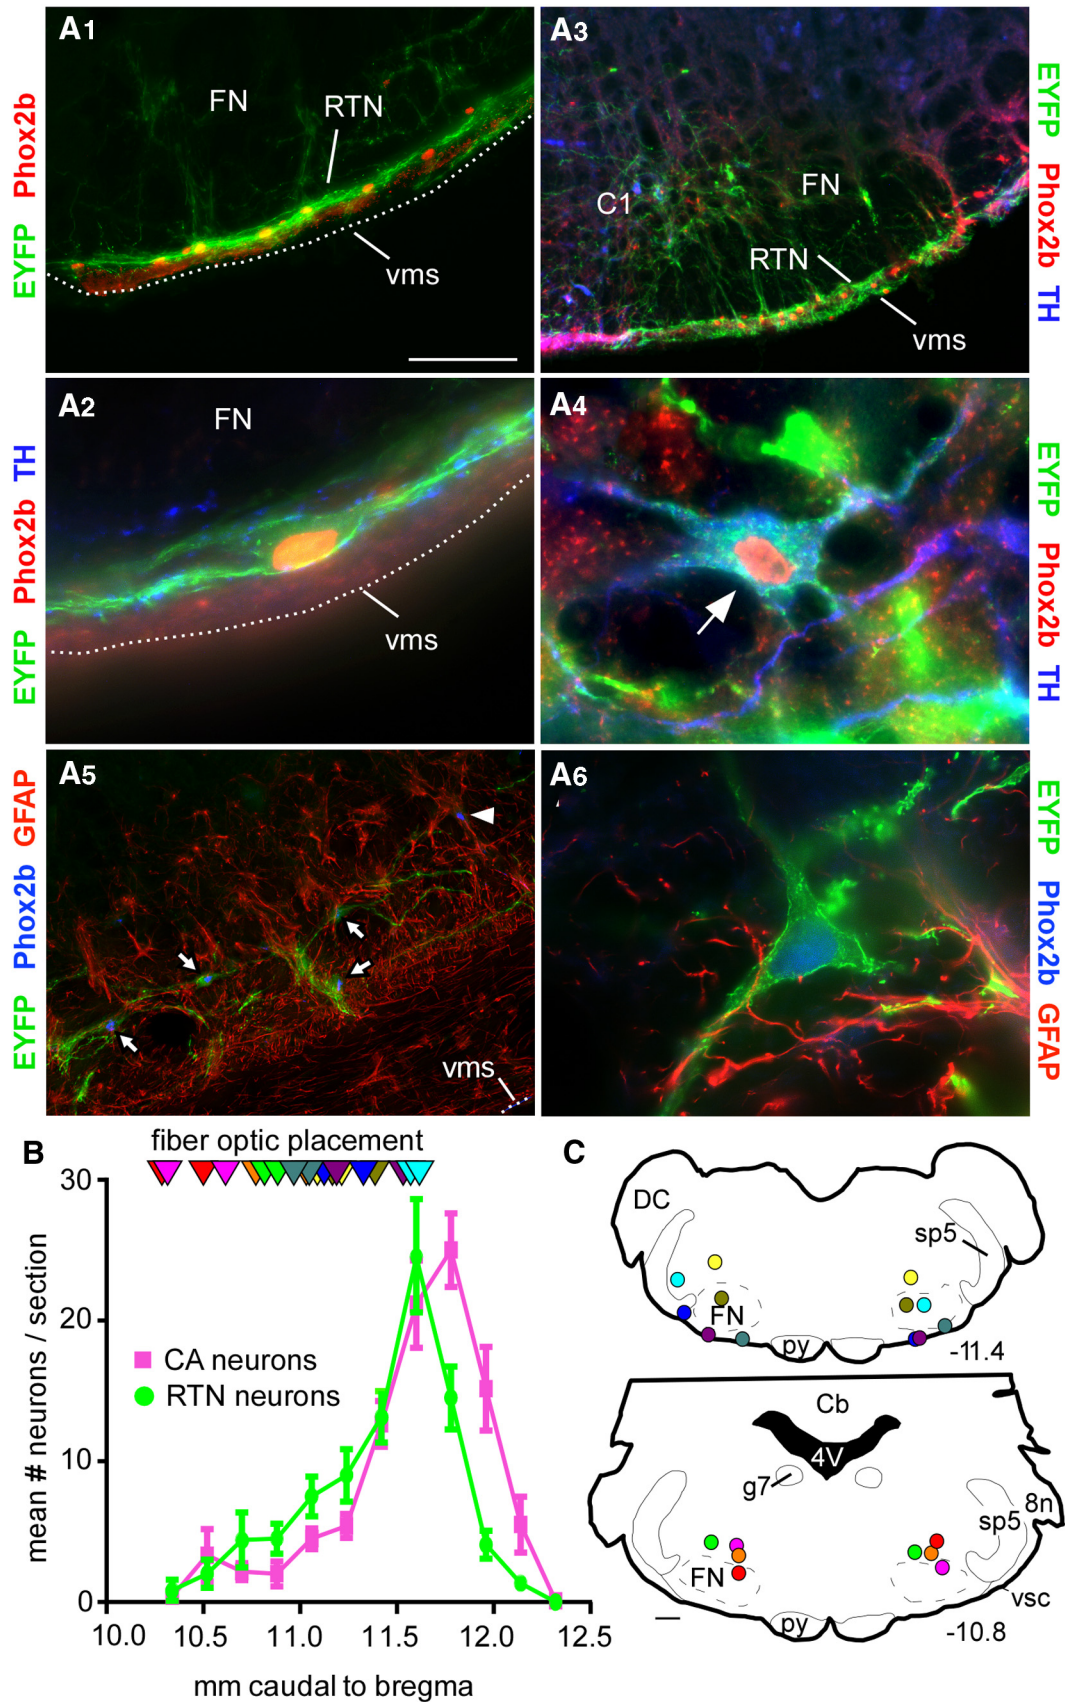 A1
EYFP Phox2b
FN
RTN
vms
A3
EYFP Phox2b TH
C1
FN
RTN
vms
A2
EYFP Phox2b TH
FN
vms
A4
EYFP Phox2b TH
A5
EYFP Phox2b GFAP
vms
A6
EYFP Phox2b GFAP
B
fiber optic placement
30
20
10
0
mean # neurons / section
CA neurons
RTN neurons
10.0 10.5 11.0 11.5 12.0 12.5
mm caudal to bregma
C
DC
sp5
FN
py
-11.4
Cb
4V
g7
8n
sp5
FN
vsc
py
-10.8